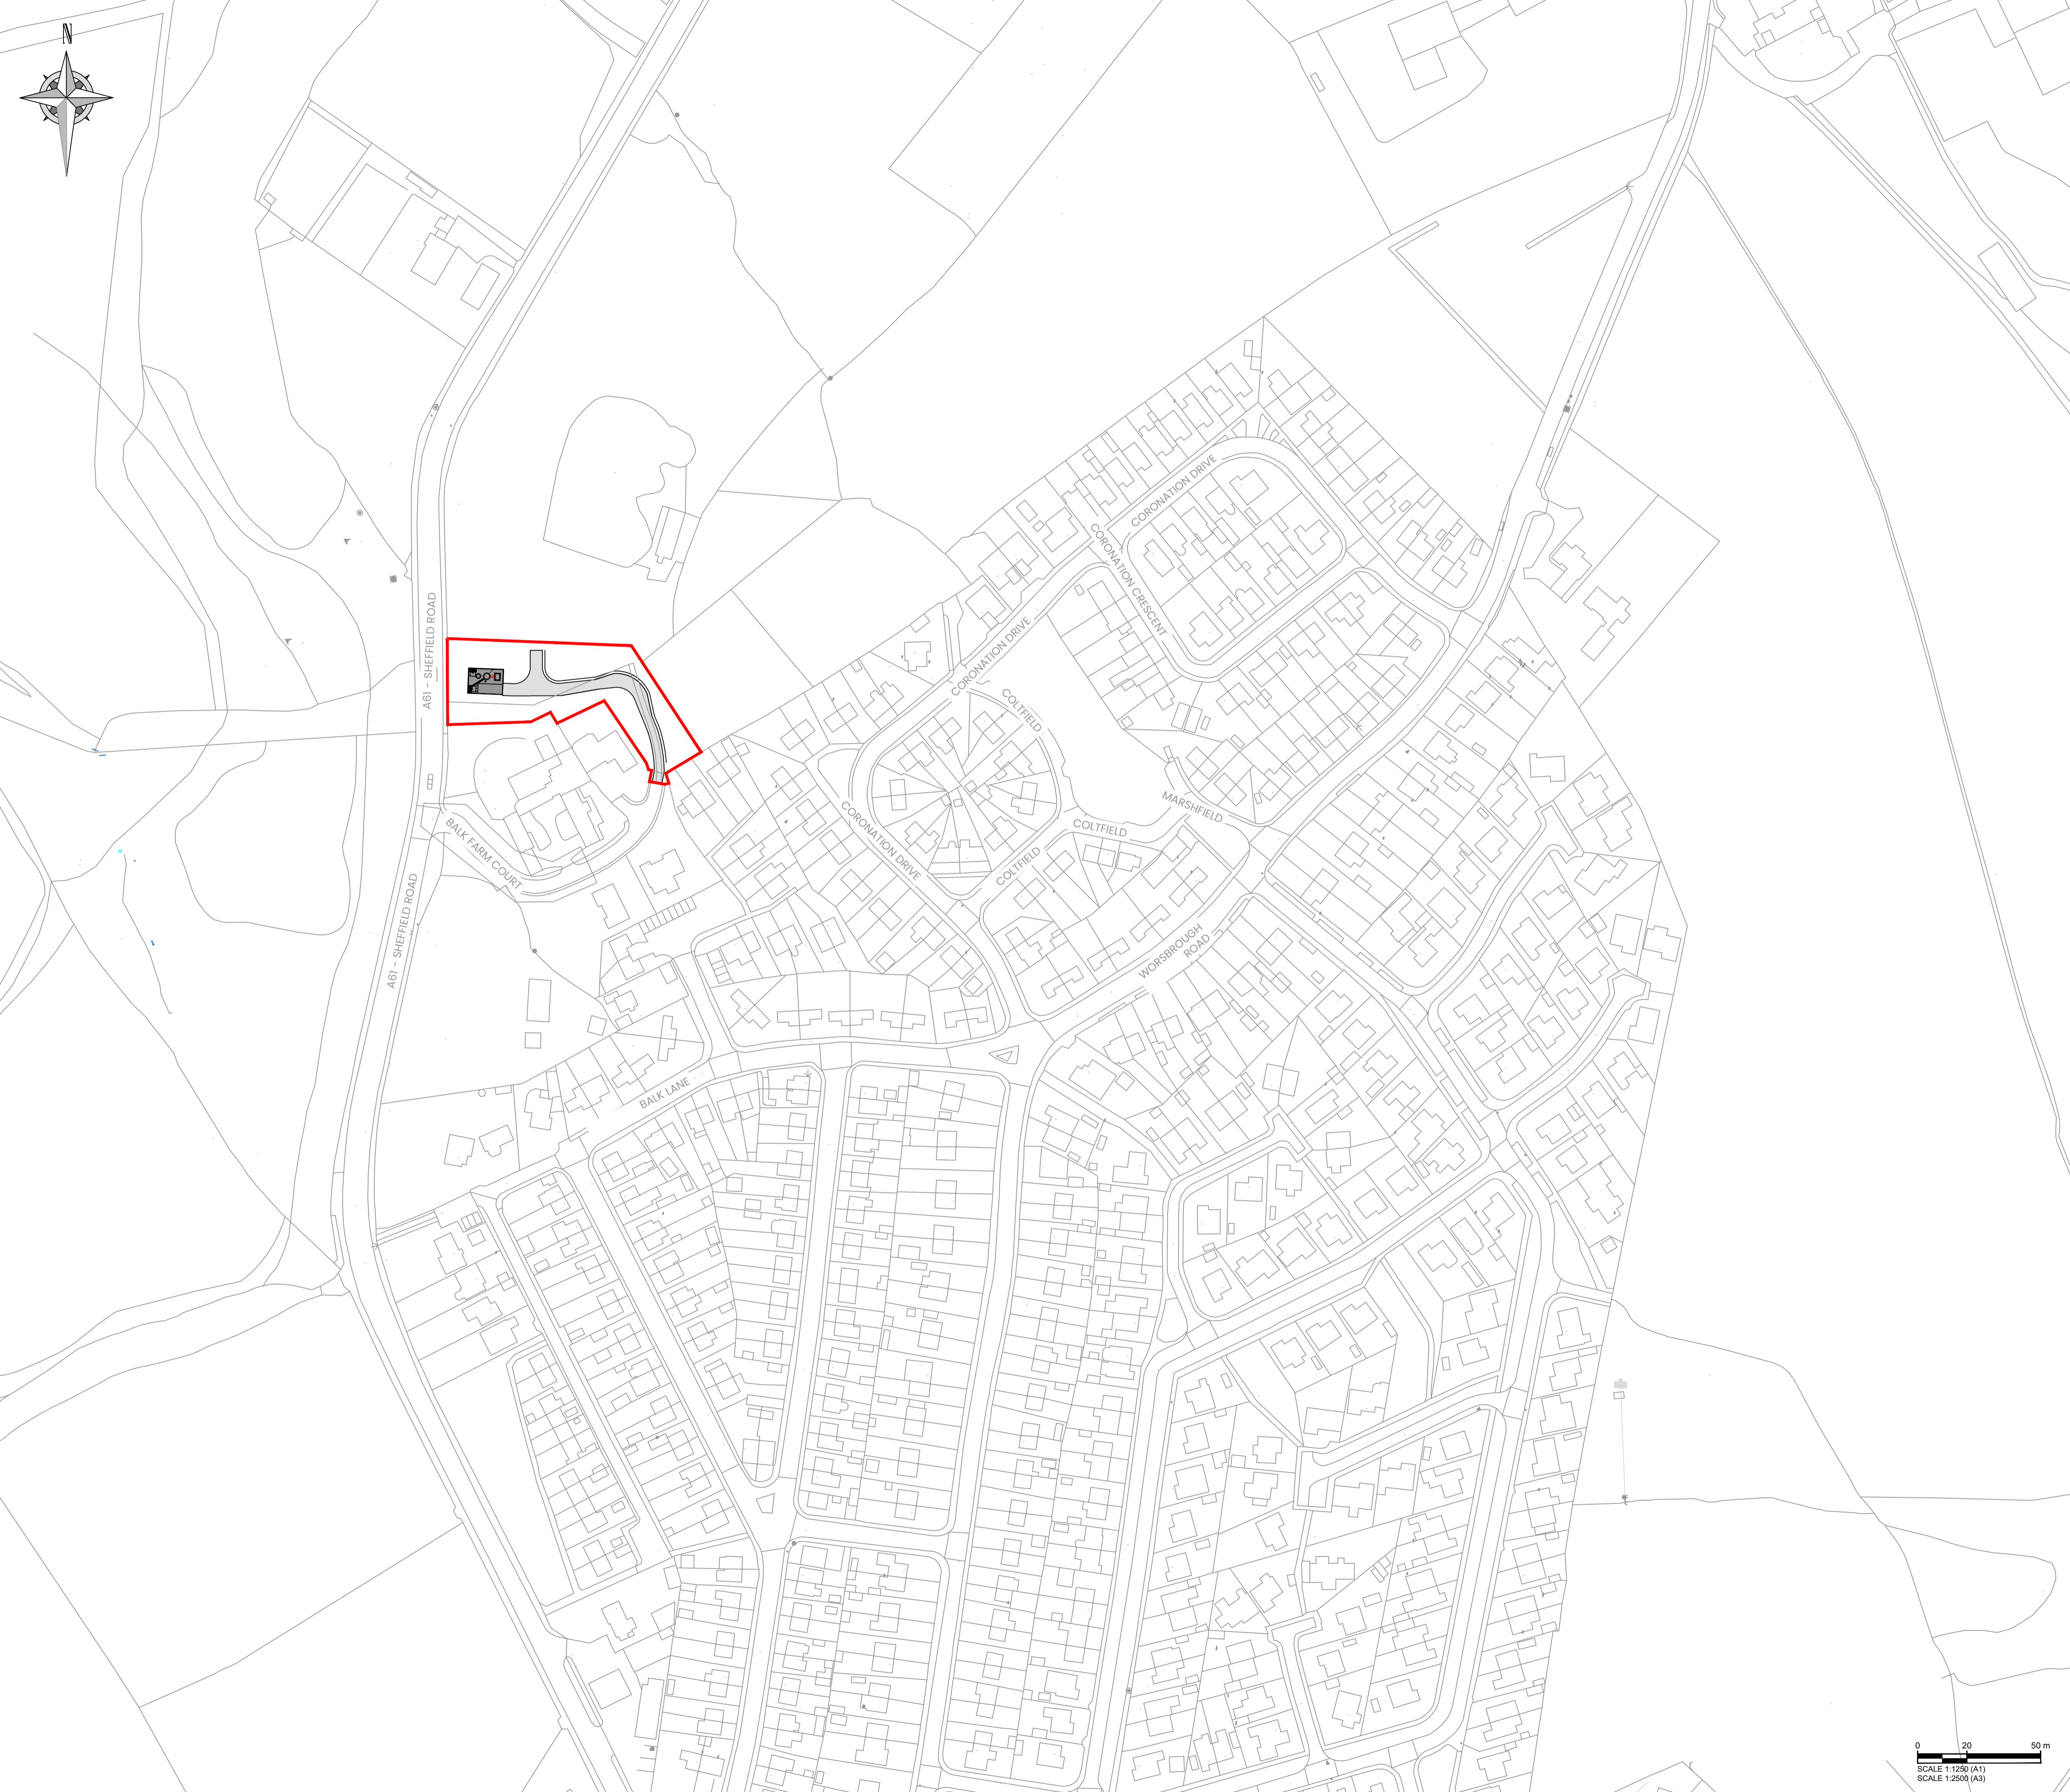 N
CORONATION DRIVE
CORONATION CRESCENT
A61 - SHEFFIELD ROAD
CORONATION DRIVE
COLTFIELD
MARSHFIELD
CORONATION DRIVE
COLTFIELD
BALK FARM COURT
COLTFIELD
A61 - SHEFFIELD ROAD
WORSBROUGH
ROAD
BALK LANE
0 20 50 m
SCALE 1:1250 (A1)
SCALE 1:2500 (A3)